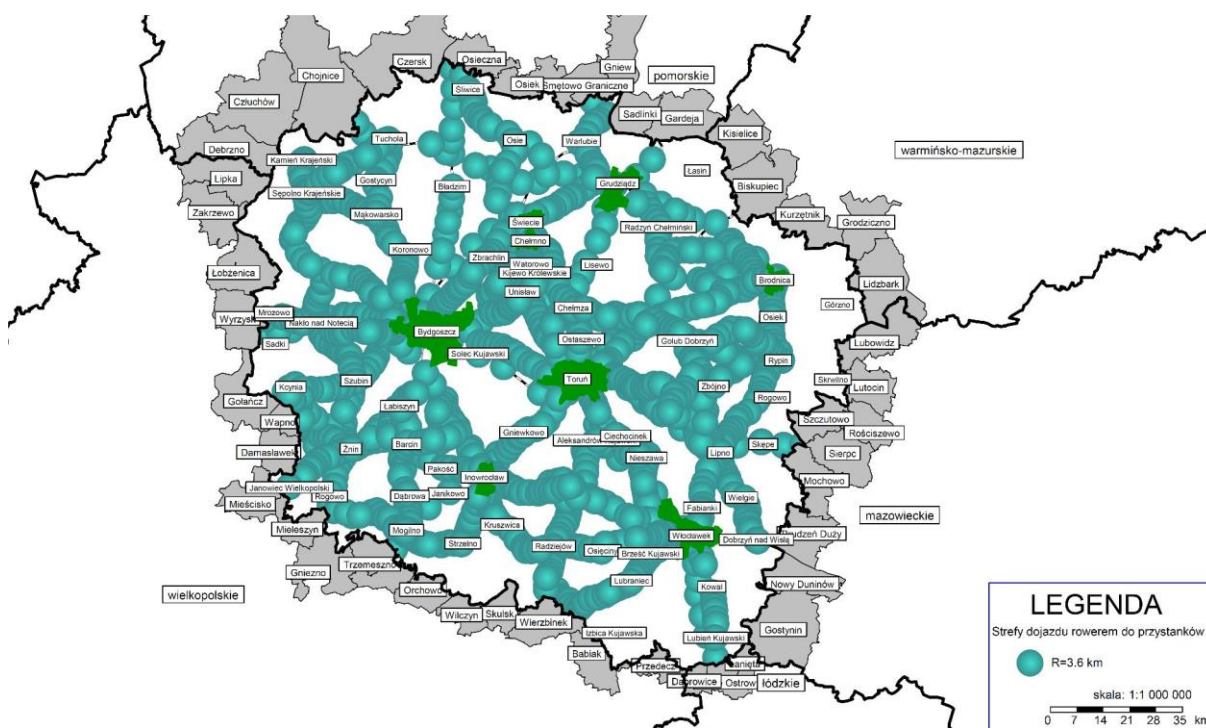 Czersk
Osieczna
Chojnice
Osiek
Gniew
Smętowo Graniczne
pomorskie
Człuchów
Śliwice
Sadlinki
Gardeja
Kisielice
Debrzno
Tuchola
Osie
Warlubie
warmińsko-mazurskie
Kamień Krajeński
Lipka
Gostycyn
Bładzim
Grudziądz
Łasin
Biskupiec
Sępolno Krajeńskie
Zakrzewo
Mąkowarsko
Świecie
Radzyń Chełmiński
Kurzętnik
Grodziczno
Chełmno
Koronowo
Zbrachlin
Watorowo
Lisewo
Łobżenica
Kijewo Królewskie
Unisław
Brodnica
Lidzbark
Górzno
Mrozowo
Wyrzysk
Nakło nad Notecią
Bydgoszcz
Chełmża
Osiek
Sadki
Ostaszewo
Golub Dobrzyń
Lubowidz
Solec Kujawski
Rypin
Szubin
Toruń
Zbójno
Skrwilno
Lutocin
Kcynia
Rogowo
Gołańcz
Łabiszyn
Wapno
Szczutowo
Gniewkowo
Ciechocinek
Rościszewo
Damasławek
Żnin
Barcin
Aleksandrów
Skępe
Sierpc
Lipno
Nieszawa
Pakość
Inowrocław
Mochowo
Janowiec Wielkopolski
Rogowo
Dąbrowa
Janikowo
Wielgie
Mieścisko
Fabianki
mazowieckie
Kruszwica
Mieleszyn
Mogilno
Strzelno
Radziejów
Osięciny
Brześć Kujawski
Włocławek
Dobrzyń nad Wisłą
Duży
Trzemeszno
Gniezno
Lubraniec
Kowal
Nowy Duninów
Orchowo
wielkopolskie
Wilczyn
Skulsk
Wierzbinek
Gostynin
Izbica Kujawska
Lubień Kujawski
Babiak
Przedecz
Dąbrowice
Ostrow
łódzkie
LEGENDA
Strefy dojazdu rowerem do przystanków
R=3.6 km
skala: 1:1 000 000
0 7 14 21 28 35 km